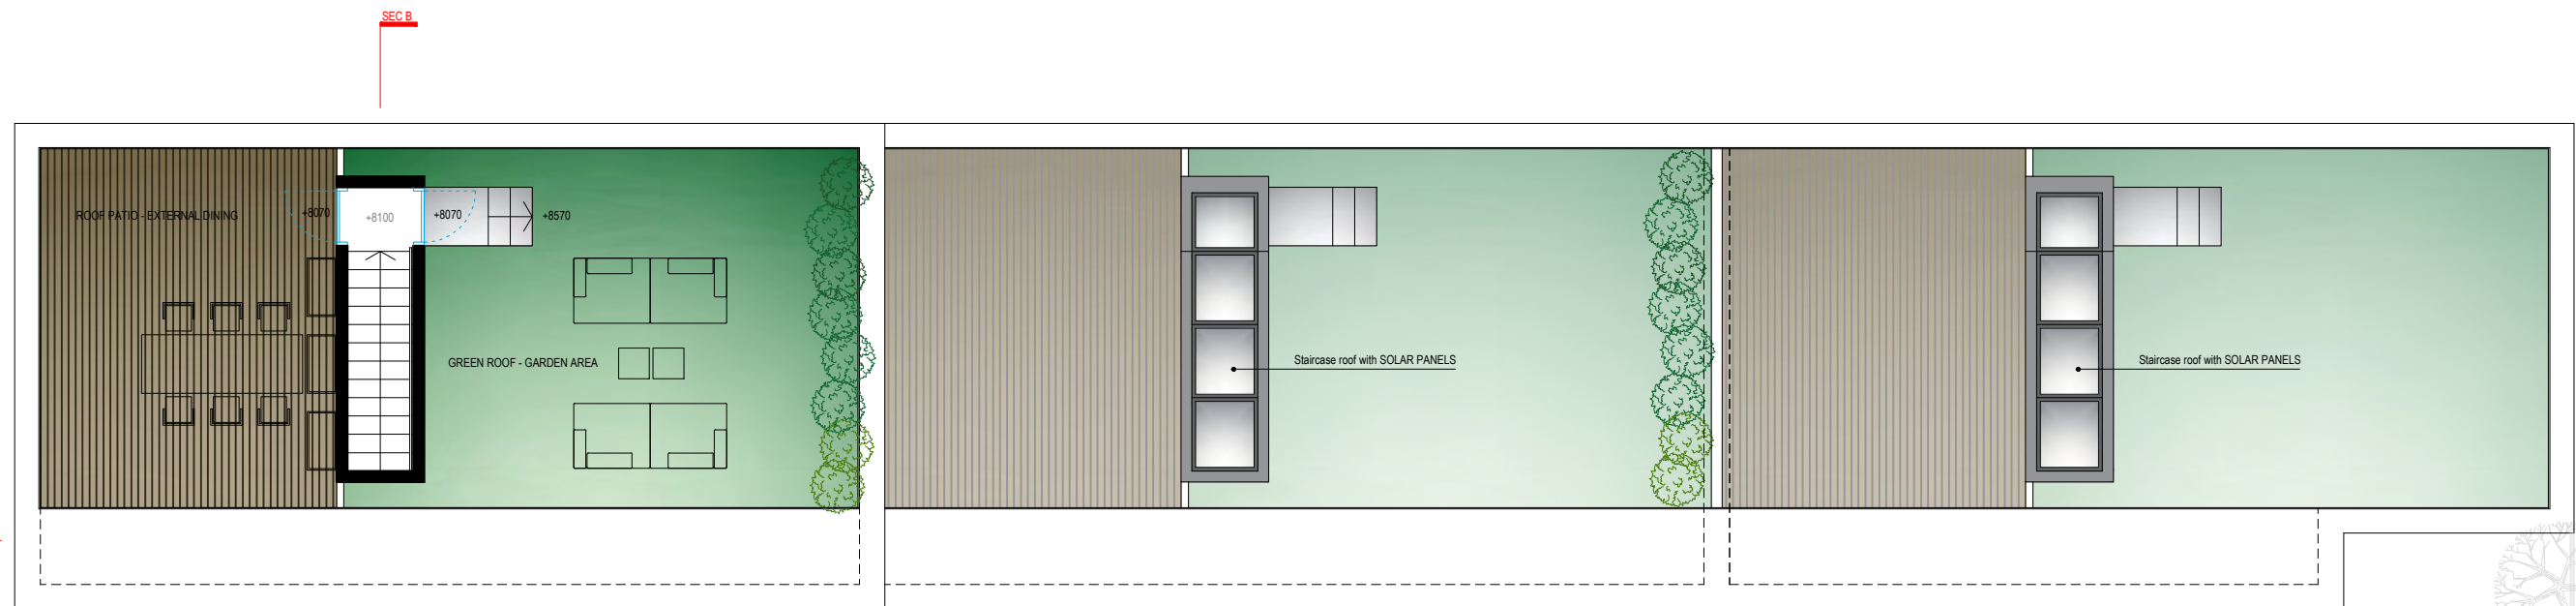 SEC B
ROOF PATIO - EXTERNAL DINING
+8070
+8100
+8070
+8570
GREEN ROOF - GARDEN AREA
Staircase roof with SOLAR PANELS
Staircase roof with SOLAR PANELS